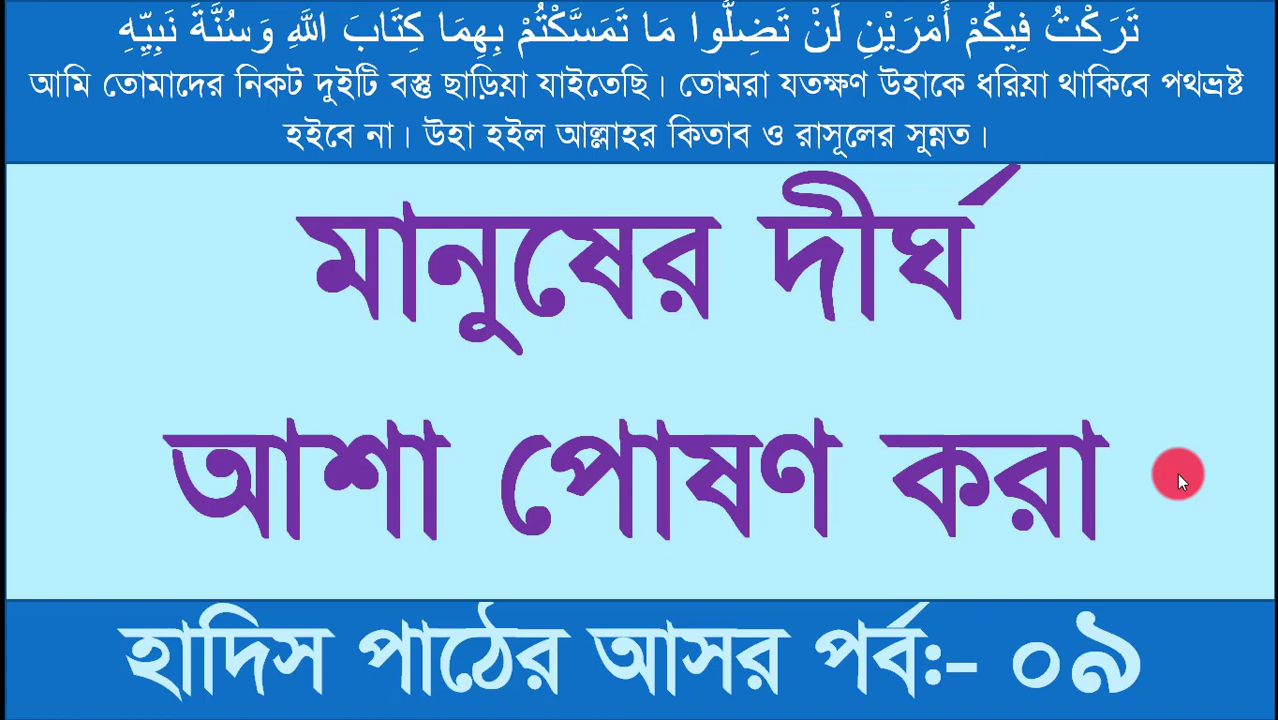 تَرَكْتُ فِيكُمْ أَمْرَيْنِ لَنْ تَضِلُّوا مَا تَمَسَّكْتُمْ بِهِمَا كِتَابَ اللَّهِ وَسُنَّةَ نَبِيِّهِ
আমি তোমাদের নিকট দুইটি বস্তু ছাড়িয়া যাইতেছি। তোমরা যতক্ষণ উহাকে ধরিয়া থাকিবে পথভ্রষ্ট
হইবে না। উহা হইল আল্লাহর কিতাব ও রাসূলের সুন্নত।
মানুষের দীর্ঘ
আশা পোষণ করা
হাদিস পাঠের আসর পর্ব:- ০৯